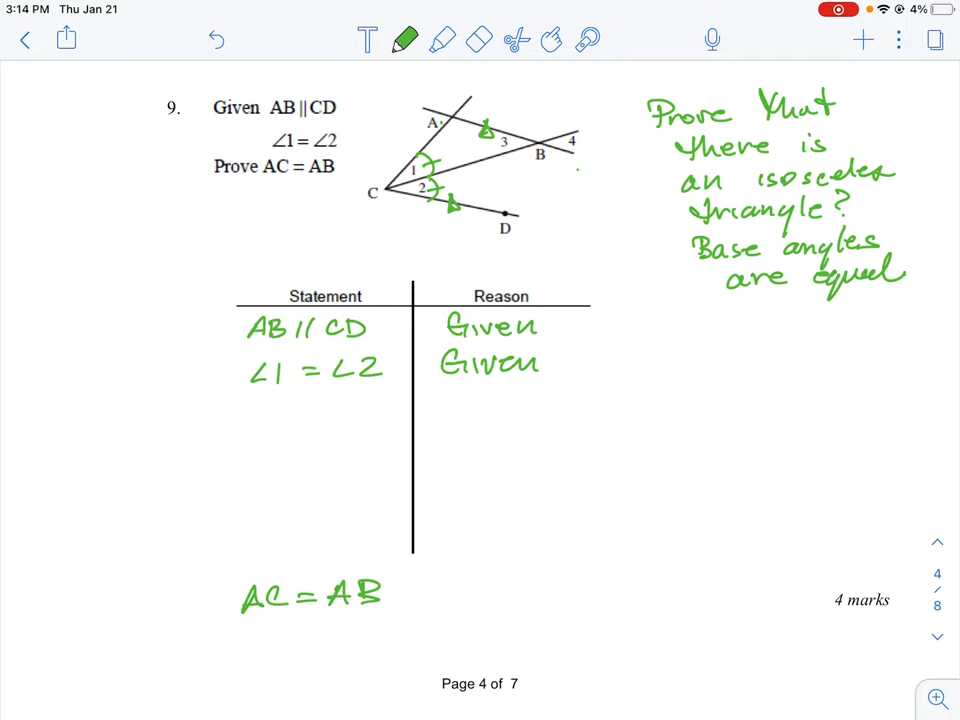 3:14 PM Thu Jan 21
4%
T
9. Given AB || CD
∠1 = ∠2
Prove AC = AB
A
3
4
B
1
2
C
D
Prove that
there is
an isosceles
triangle?
Base angles
are equal
Statement Reason
AB // CD Given
∠1 = ∠2 Given
AC = AB
4 marks
4
/
8
Page 4 of 7